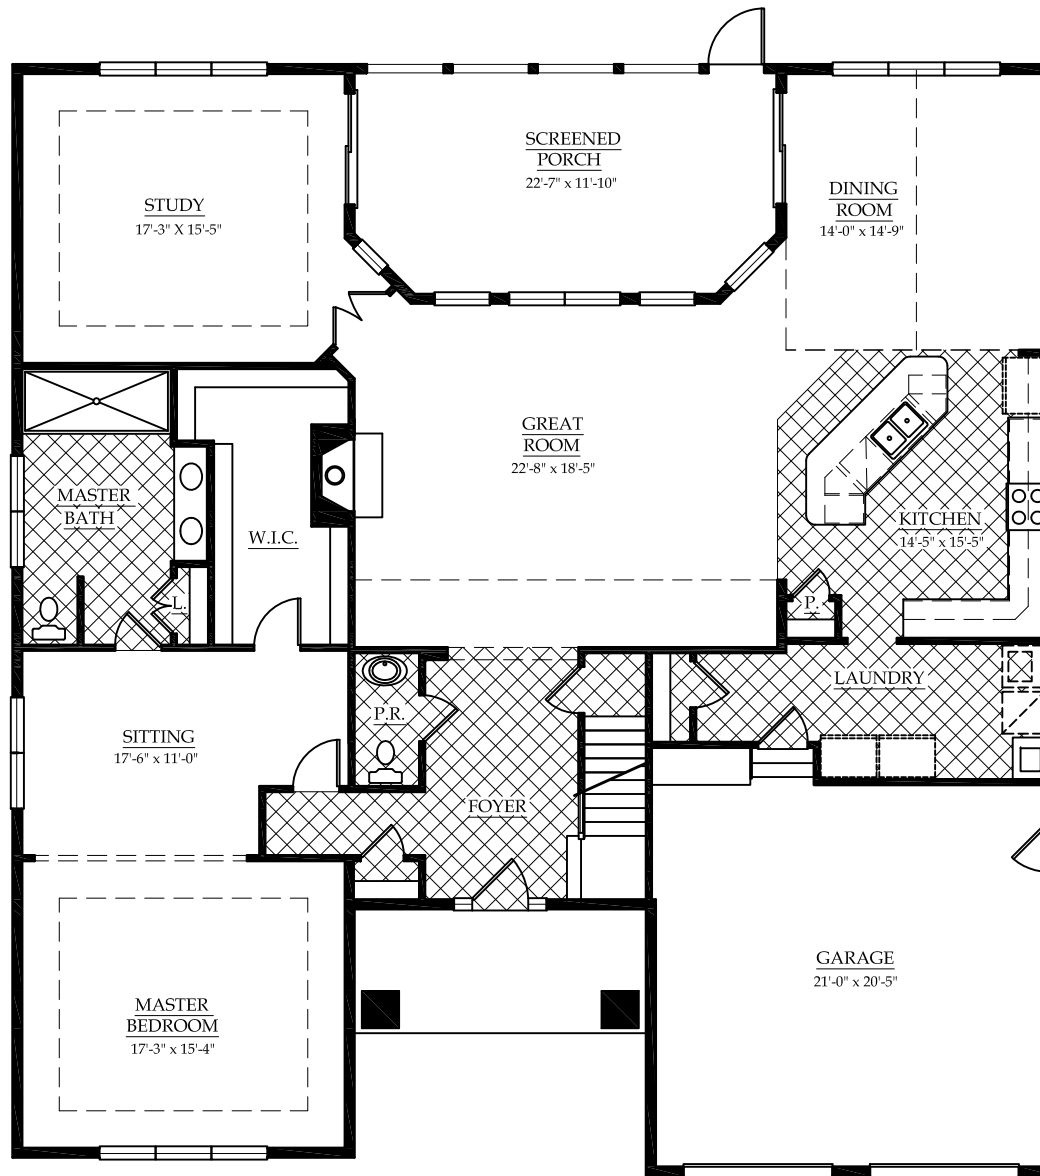 SCREENED
PORCH
22'-7" x 11'-10"
STUDY
17'-3" X 15'-5"
DINING
ROOM
14'-0" x 14'-9"
GREAT
ROOM
22'-8" x 18'-5"
MASTER
BATH
W.I.C.
KITCHEN
14'-5" x 15'-5"
L.
P.
LAUNDRY
P.R.
SITTING
17'-6" x 11'-0"
FOYER
GARAGE
21'-0" x 20'-5"
MASTER
BEDROOM
17'-3" x 15'-4"